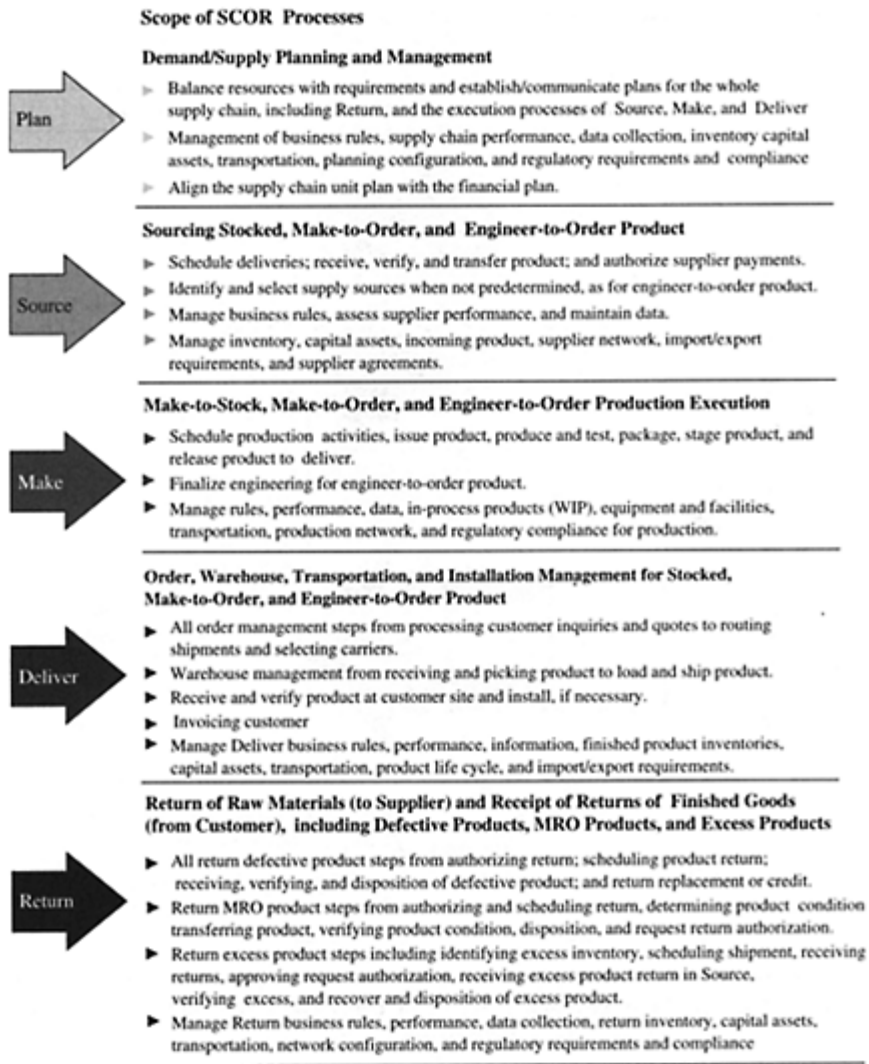 Scope of SCOR Processes
Demand/Supply Planning and Management
Plan
Balance resources with requirements and establish/communicate plans for the whole
supply chain, including Return, and the execution processes of Source, Make, and Deliver
Management of business rules, supply chain performance, data collection, inventory capital
assets, transportation, planning configuration, and regulatory requirements and compliance
Align the supply chain unit plan with the financial plan.
Sourcing Stocked, Make-to-Order, and Engineer-to-Order Product
Source
Schedule deliveries; receive, verify, and transfer product; and authorize supplier payments.
Identify and select supply sources when not predetermined, as for engineer-to-order product.
Manage business rules, assess supplier performance, and maintain data.
Manage inventory, capital assets, incoming product, supplier network, import/export
requirements, and supplier agreements.
Make-to-Stock, Make-to-Order, and Engineer-to-Order Production Execution
Make
Schedule production activities, issue product, produce and test, package, stage product, and
release product to deliver.
Finalize engineering for engineer-to-order product.
Manage rules, performance, data, in-process products (WIP), equipment and facilities,
transportation, production network, and regulatory compliance for production.
Order, Warehouse, Transportation, and Installation Management for Stocked,
Make-to-Order, and Engineer-to-Order Product
Deliver
All order management steps from processing customer inquiries and quotes to routing
shipments and selecting carriers.
Warehouse management from receiving and picking product to load and ship product.
Receive and verify product at customer site and install, if necessary.
Invoicing customer
Manage Deliver business rules, performance, information, finished product inventories,
capital assets, transportation, product life cycle, and import/export requirements.
Return of Raw Materials (to Supplier) and Receipt of Returns of Finished Goods
(from Customer), including Defective Products, MRO Products, and Excess Products
Return
All return defective product steps from authorizing return; scheduling product return;
receiving, verifying, and disposition of defective product; and return replacement or credit.
Return MRO product steps from authorizing and scheduling return, determining product condition
transferring product, verifying product condition, disposition, and request return authorization.
Return excess product steps including identifying excess inventory, scheduling shipment, receiving
returns, approving request authorization, receiving excess product return in Source,
verifying excess, and recover and disposition of excess product.
Manage Return business rules, performance, data collection, return inventory, capital assets,
transportation, network configuration, and regulatory requirements and compliance